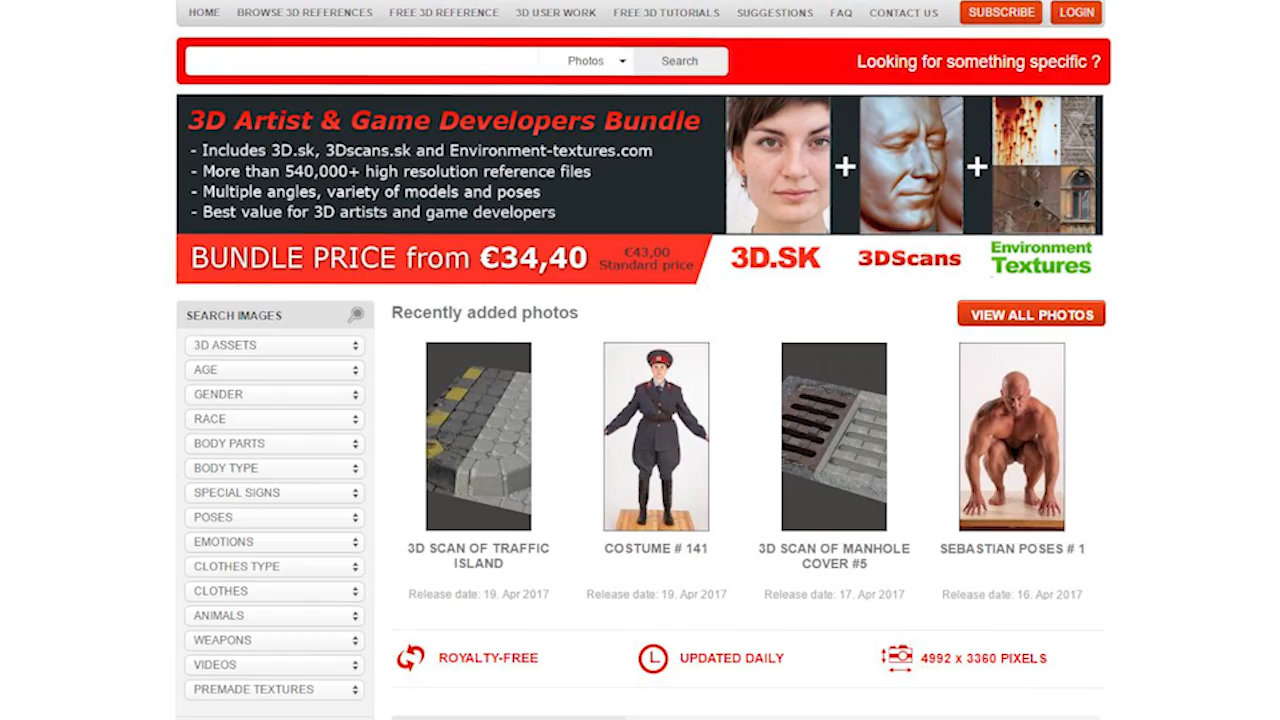 HOME BROWSE 3D REFERENCES FREE 3D REFERENCE 3D USER WORK FREE 3D TUTORIALS SUGGESTIONS FAQ CONTACT US SUBSCRIBE LOGIN
Photos Search Looking for something specific ?
3D Artist & Game Developers Bundle
- Includes 3D.sk, 3Dscans.sk and Environment-textures.com
- More than 540,000+ high resolution reference files
- Multiple angles, variety of models and poses
- Best value for 3D artists and game developers
BUNDLE PRICE from €34,40
€43,00
Standard price
3D.SK
3DScans
Environment
Textures
SEARCH IMAGES
3D ASSETS
AGE
GENDER
RACE
BODY PARTS
BODY TYPE
SPECIAL SIGNS
POSES
EMOTIONS
CLOTHES TYPE
CLOTHES
ANIMALS
WEAPONS
VIDEOS
PREMADE TEXTURES
Recently added photos
VIEW ALL PHOTOS
3D SCAN OF TRAFFIC
ISLAND
Release date: 19. Apr 2017
COSTUME # 141
Release date: 19. Apr 2017
3D SCAN OF MANHOLE
COVER #5
Release date: 17. Apr 2017
SEBASTIAN POSES # 1
Release date: 16. Apr 2017
ROYALTY-FREE
UPDATED DAILY
4992 x 3360 PIXELS